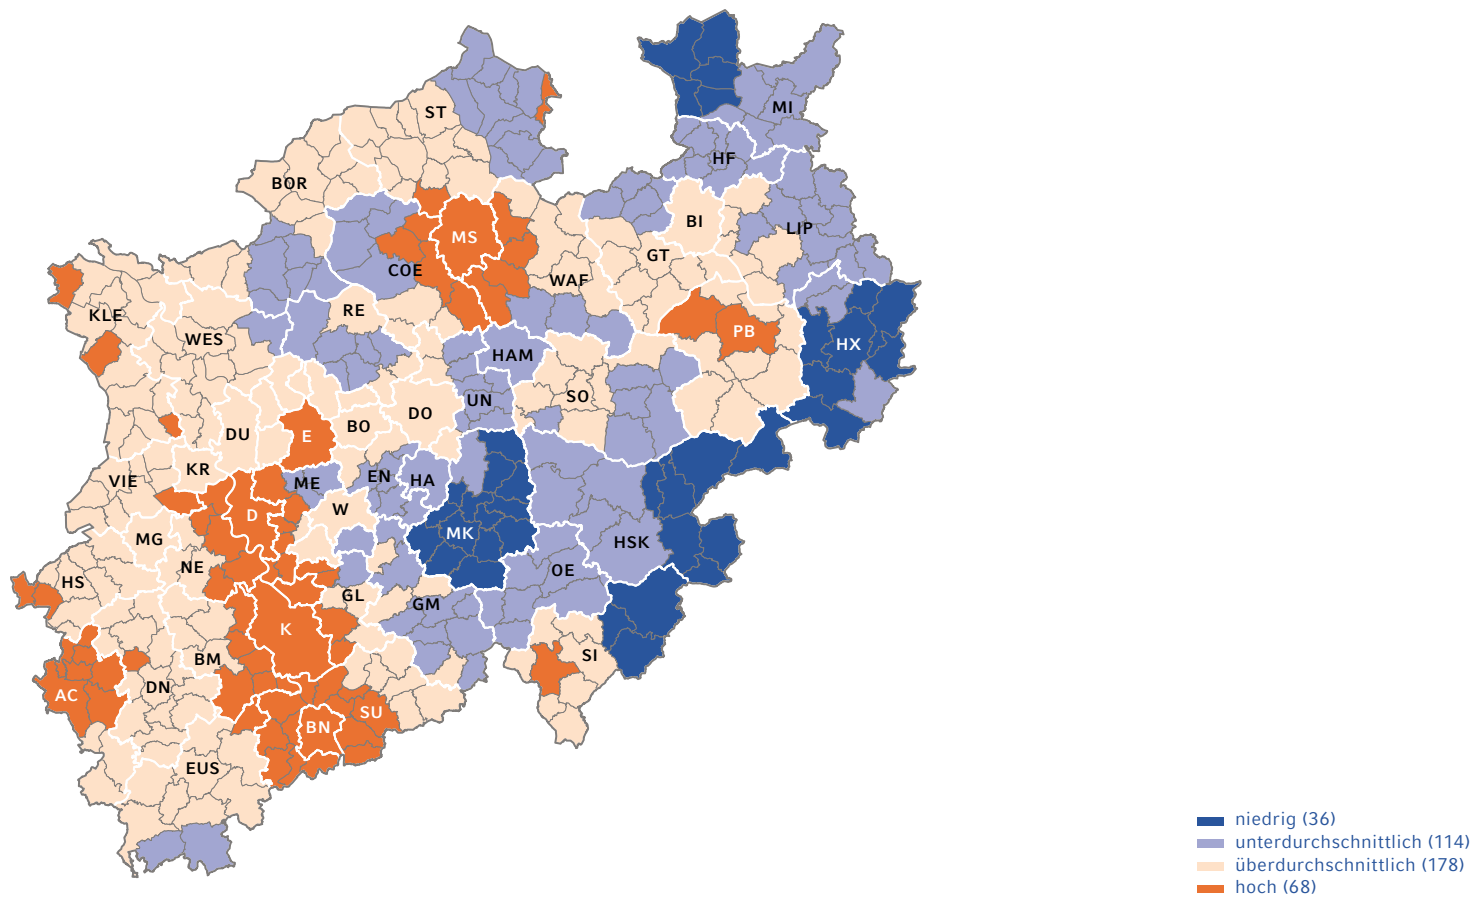 ST
MI
HF
BOR
BI
LIP
MS
GT
COE
WAF
KLE
RE
WES
PB
HX
HAM
SO
UN
DO
DU
E
BO
KR
EN
HA
VIE
ME
W
D
MK
MG
HSK
NE
OE
HS
GL
GM
K
SI
BM
DN
AC
SU
BN
EUS
niedrig (36)
unterdurchschnittlich (114)
überdurchschnittlich (178)
hoch (68)